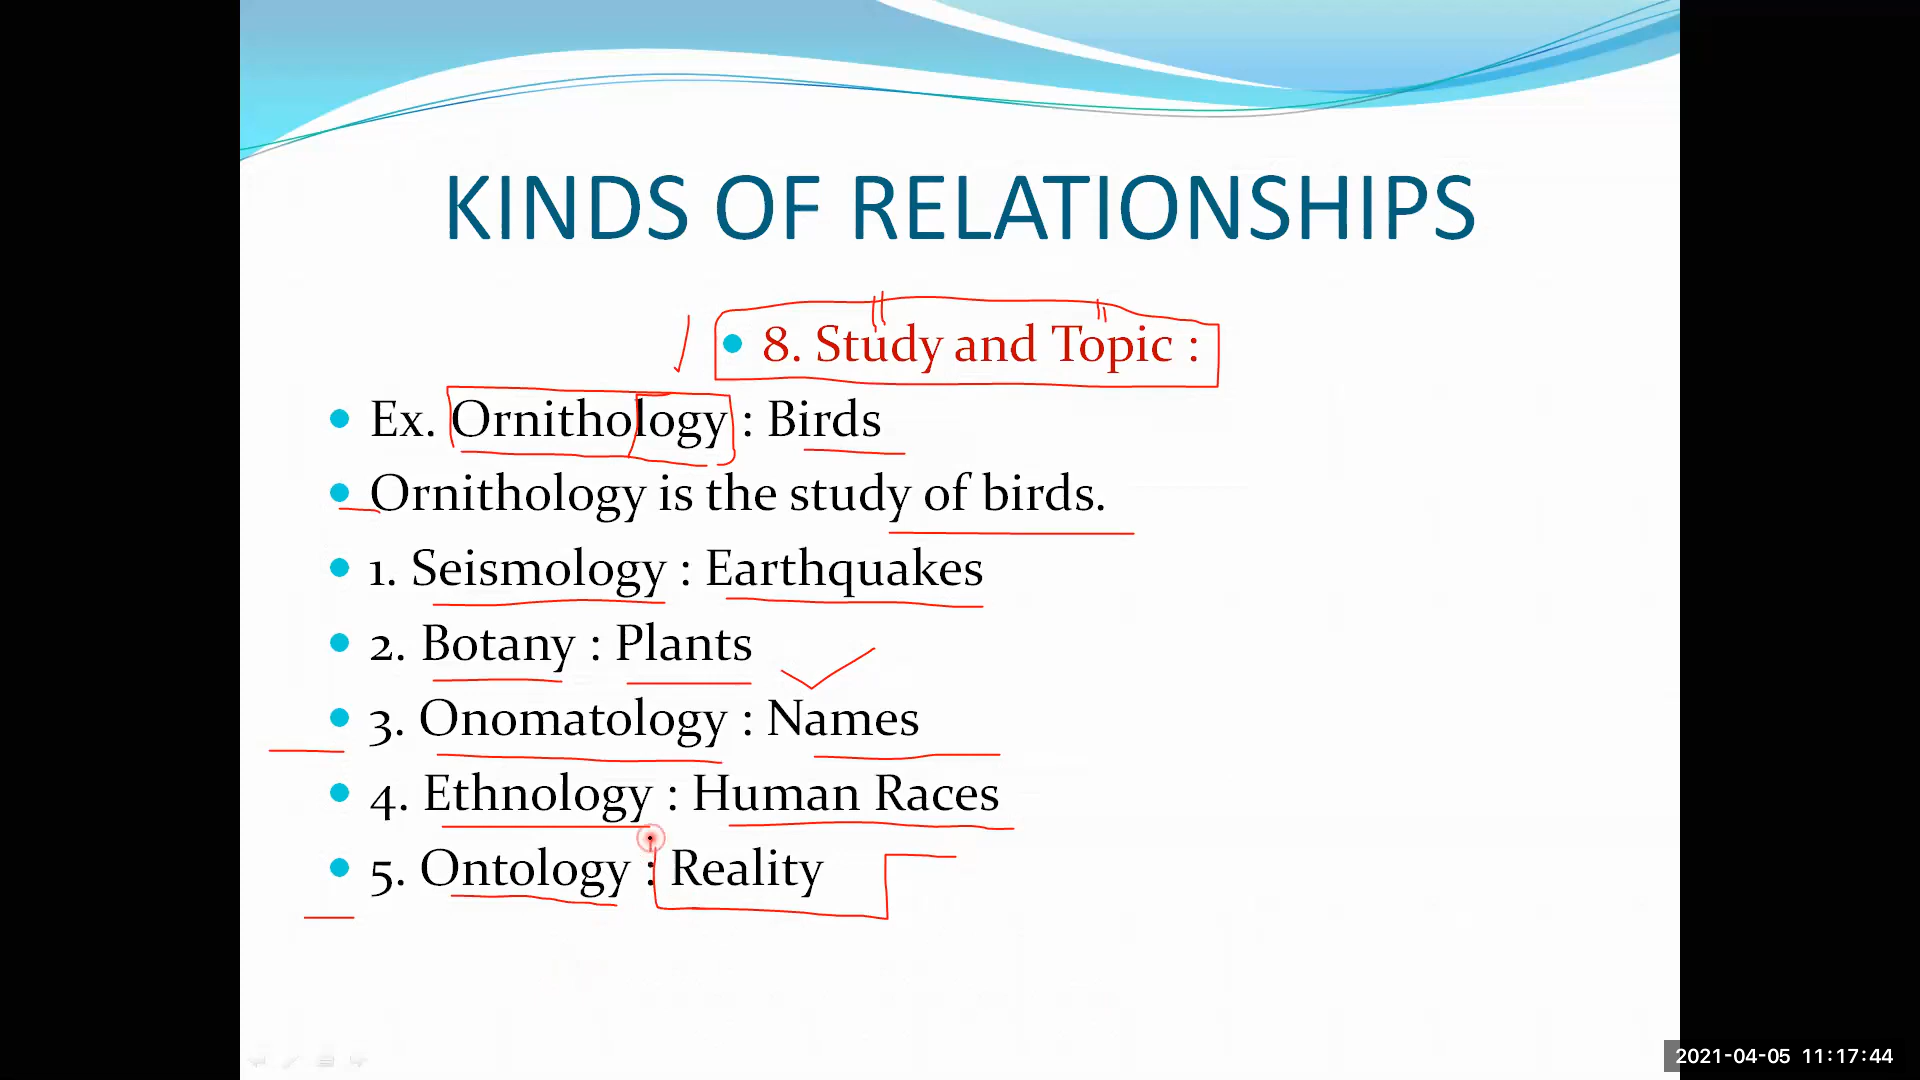 KINDS OF RELATIONSHIPS
8. Study and Topic :
Ex. Ornithology : Birds
Ornithology is the study of birds.
1. Seismology : Earthquakes
2. Botany : Plants
3. Onomatology : Names
4. Ethnology : Human Races
5. Ontology : Reality
2021-04-05 11:17:44